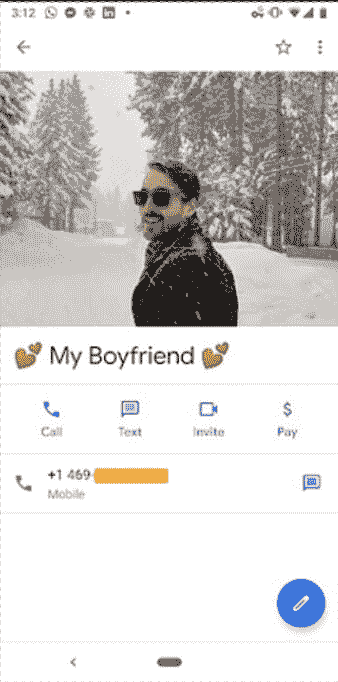 3:12
💕 My Boyfriend 💕
Call Text Invite Pay
+1 469-
Mobile